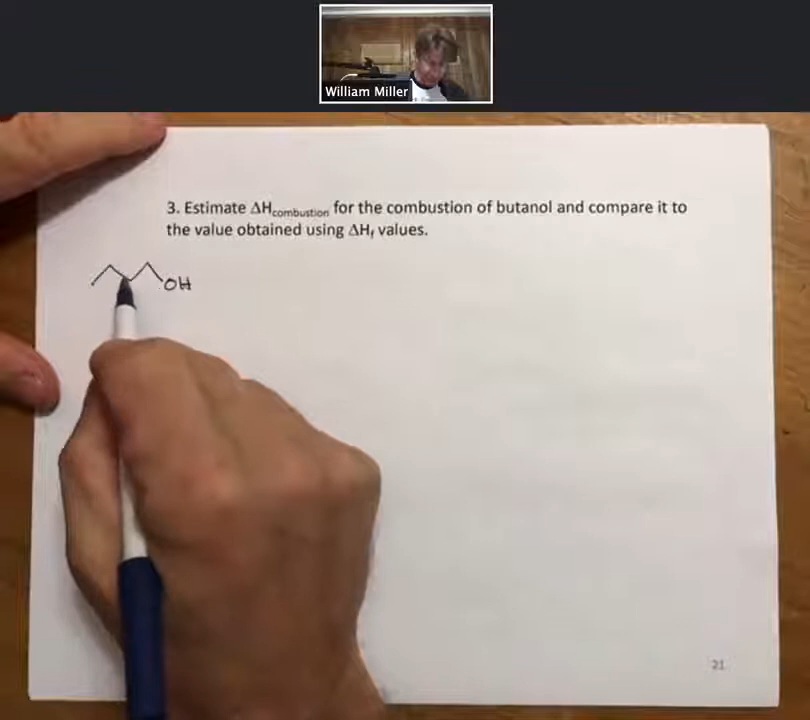 William Miller
3. Estimate ΔHcombustion for the combustion of butanol and compare it to
the value obtained using ΔHf values.
OH
21